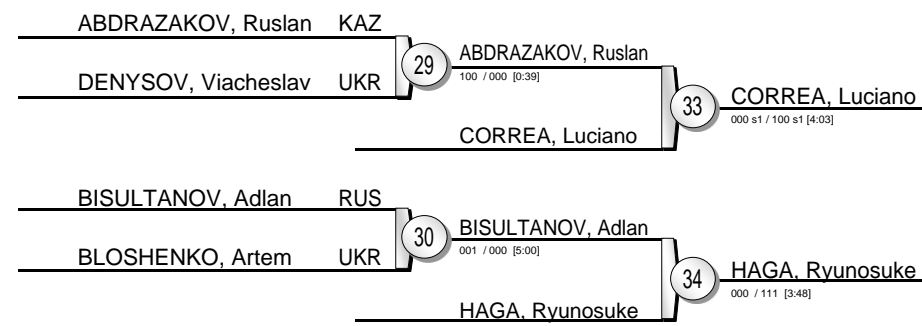 ABDRAZAKOV, Ruslan KAZ
29
ABDRAZAKOV, Ruslan
100 / 000 [0:39]
DENYSOV, Viacheslav UKR
33
CORREA, Luciano
000 s1 / 100 s1 [4:03]
CORREA, Luciano
BISULTANOV, Adlan RUS
30
BISULTANOV, Adlan
001 / 000 [5:00]
BLOSHENKO, Artem UKR
34
HAGA, Ryunosuke
000 / 111 [3:48]
HAGA, Ryunosuke